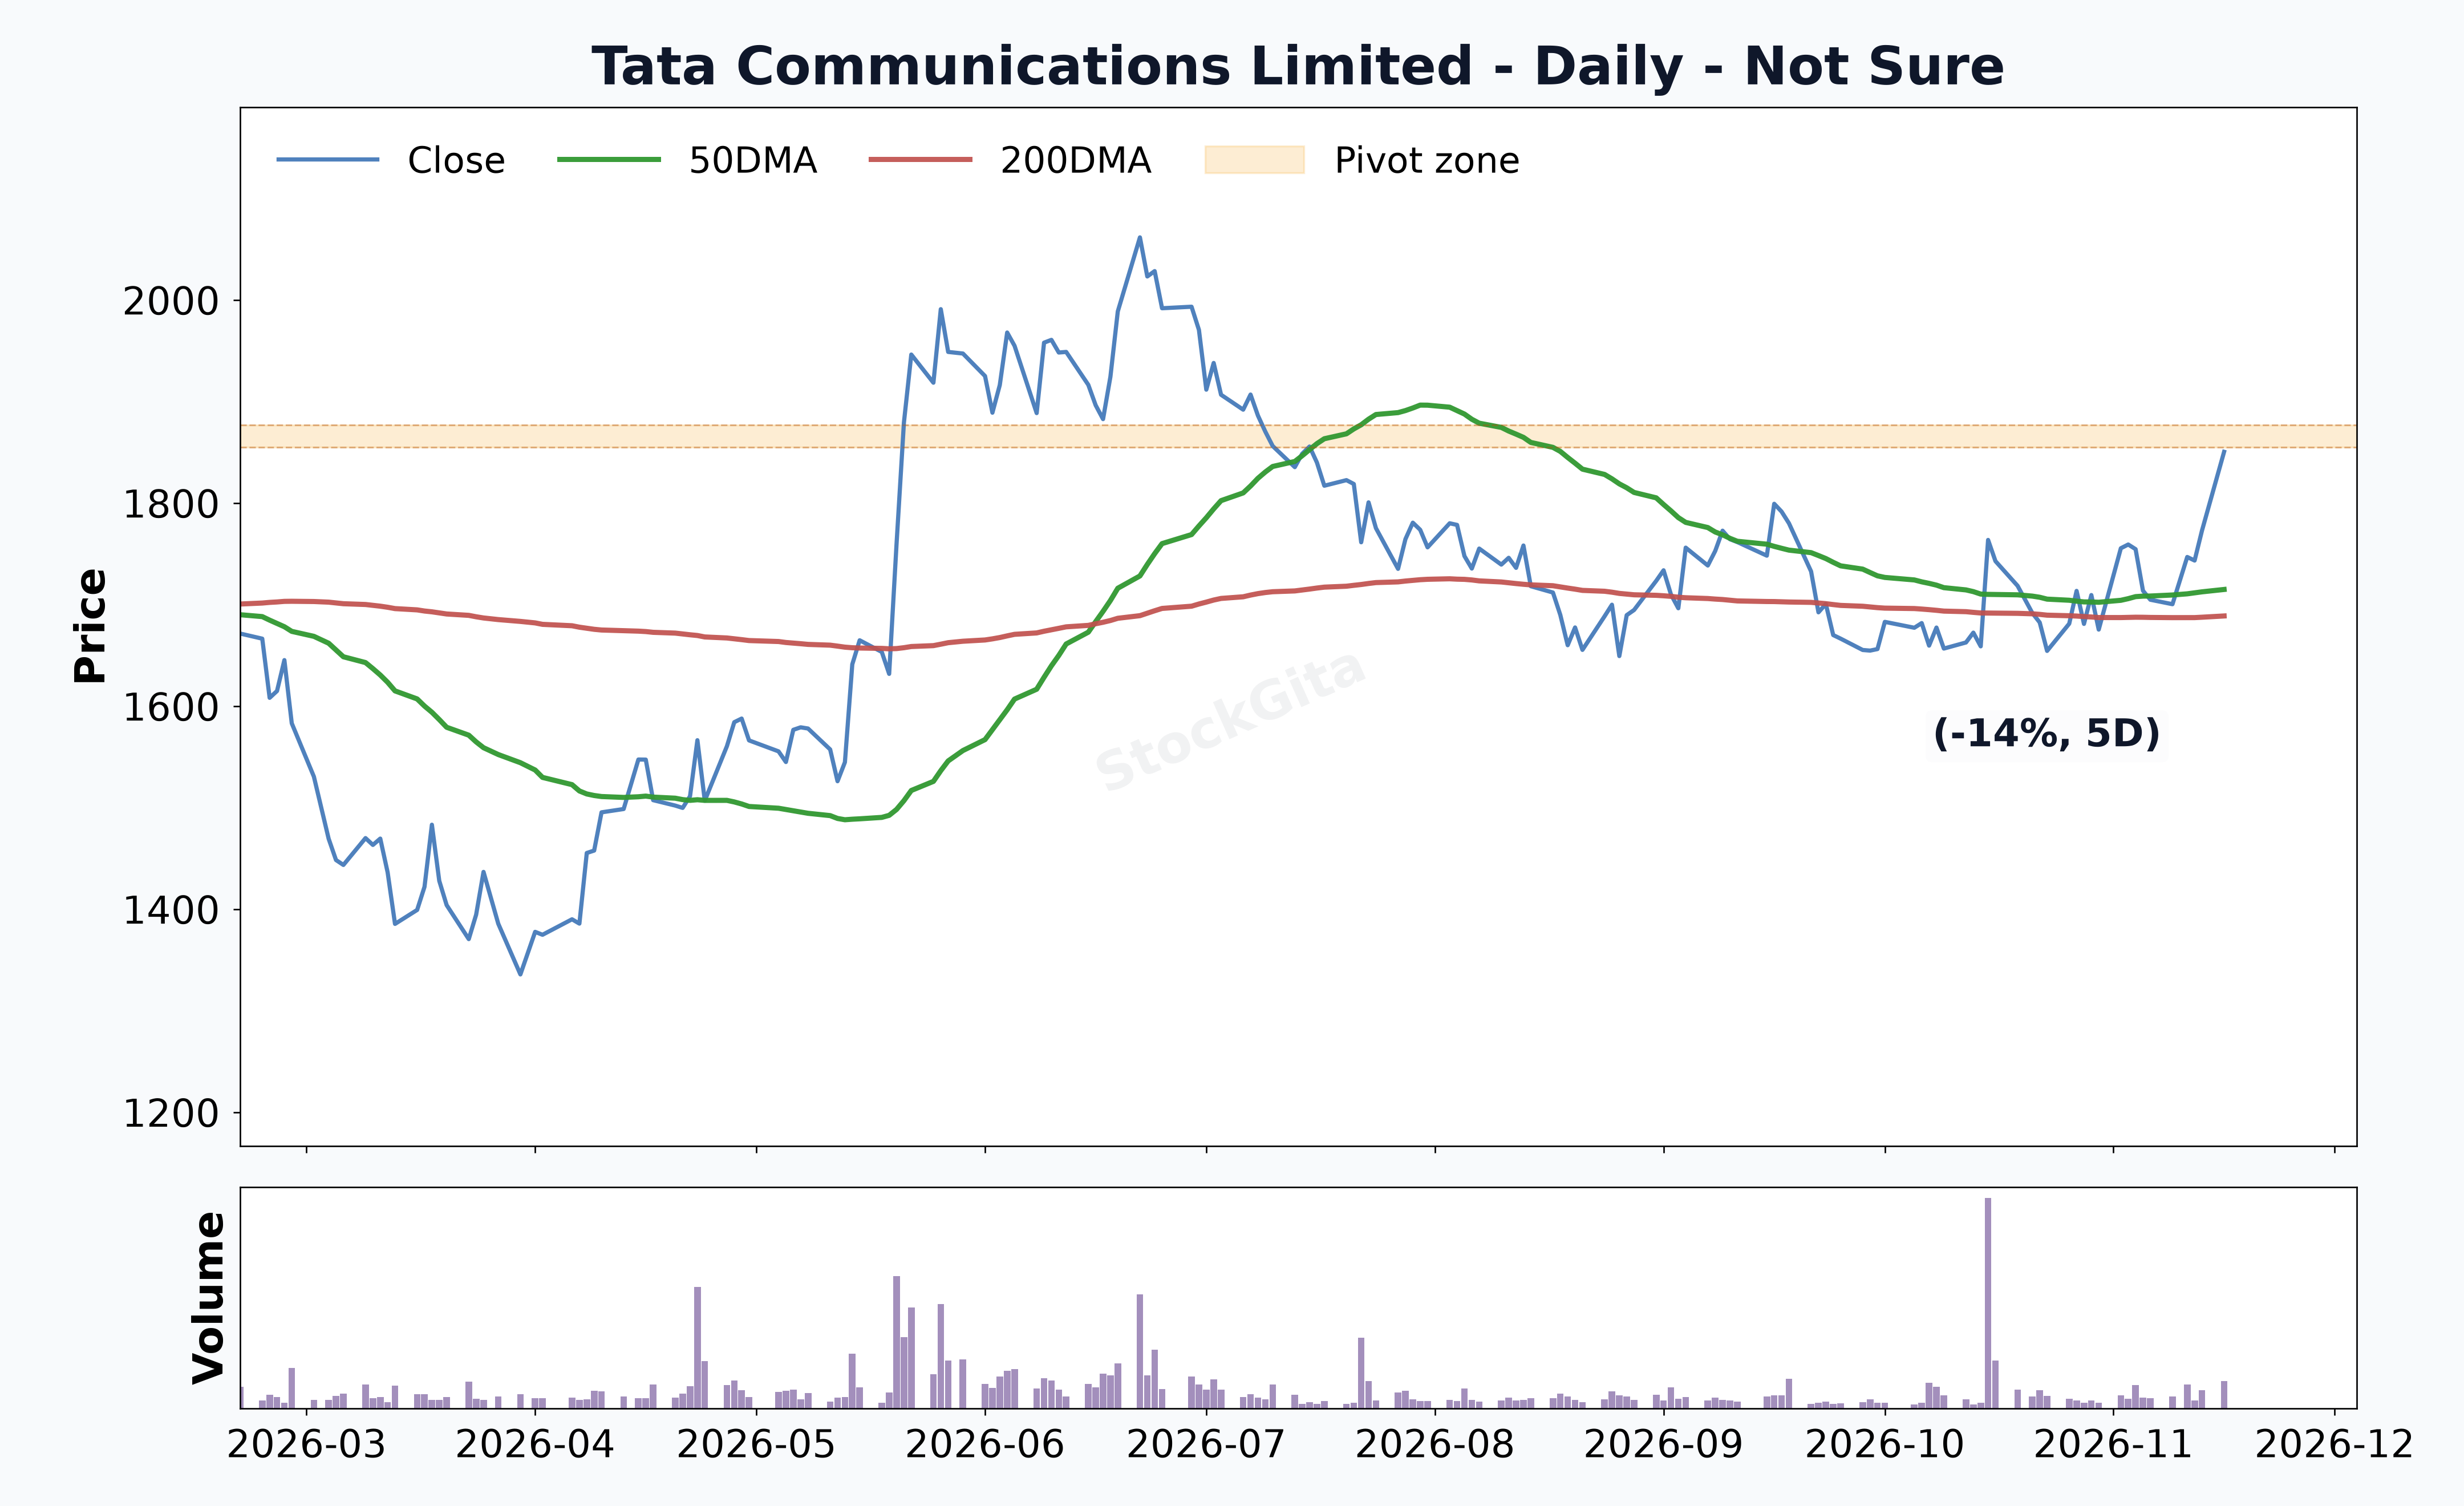 Tata Communications Limited - Daily - Not Sure
Close 50DMA 200DMA Pivot zone
2000
1800
1600
1400
1200
Price
StockGita
(-14%, 5D)
Volume
2026-03 2026-04 2026-05 2026-06 2026-07 2026-08 2026-09 2026-10 2026-11 2026-12